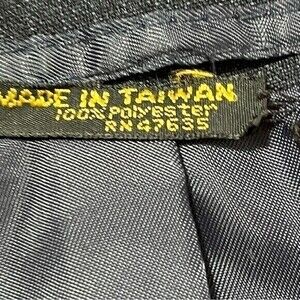 MADE IN TAIWAN
100% POLYESTER
RN 47635